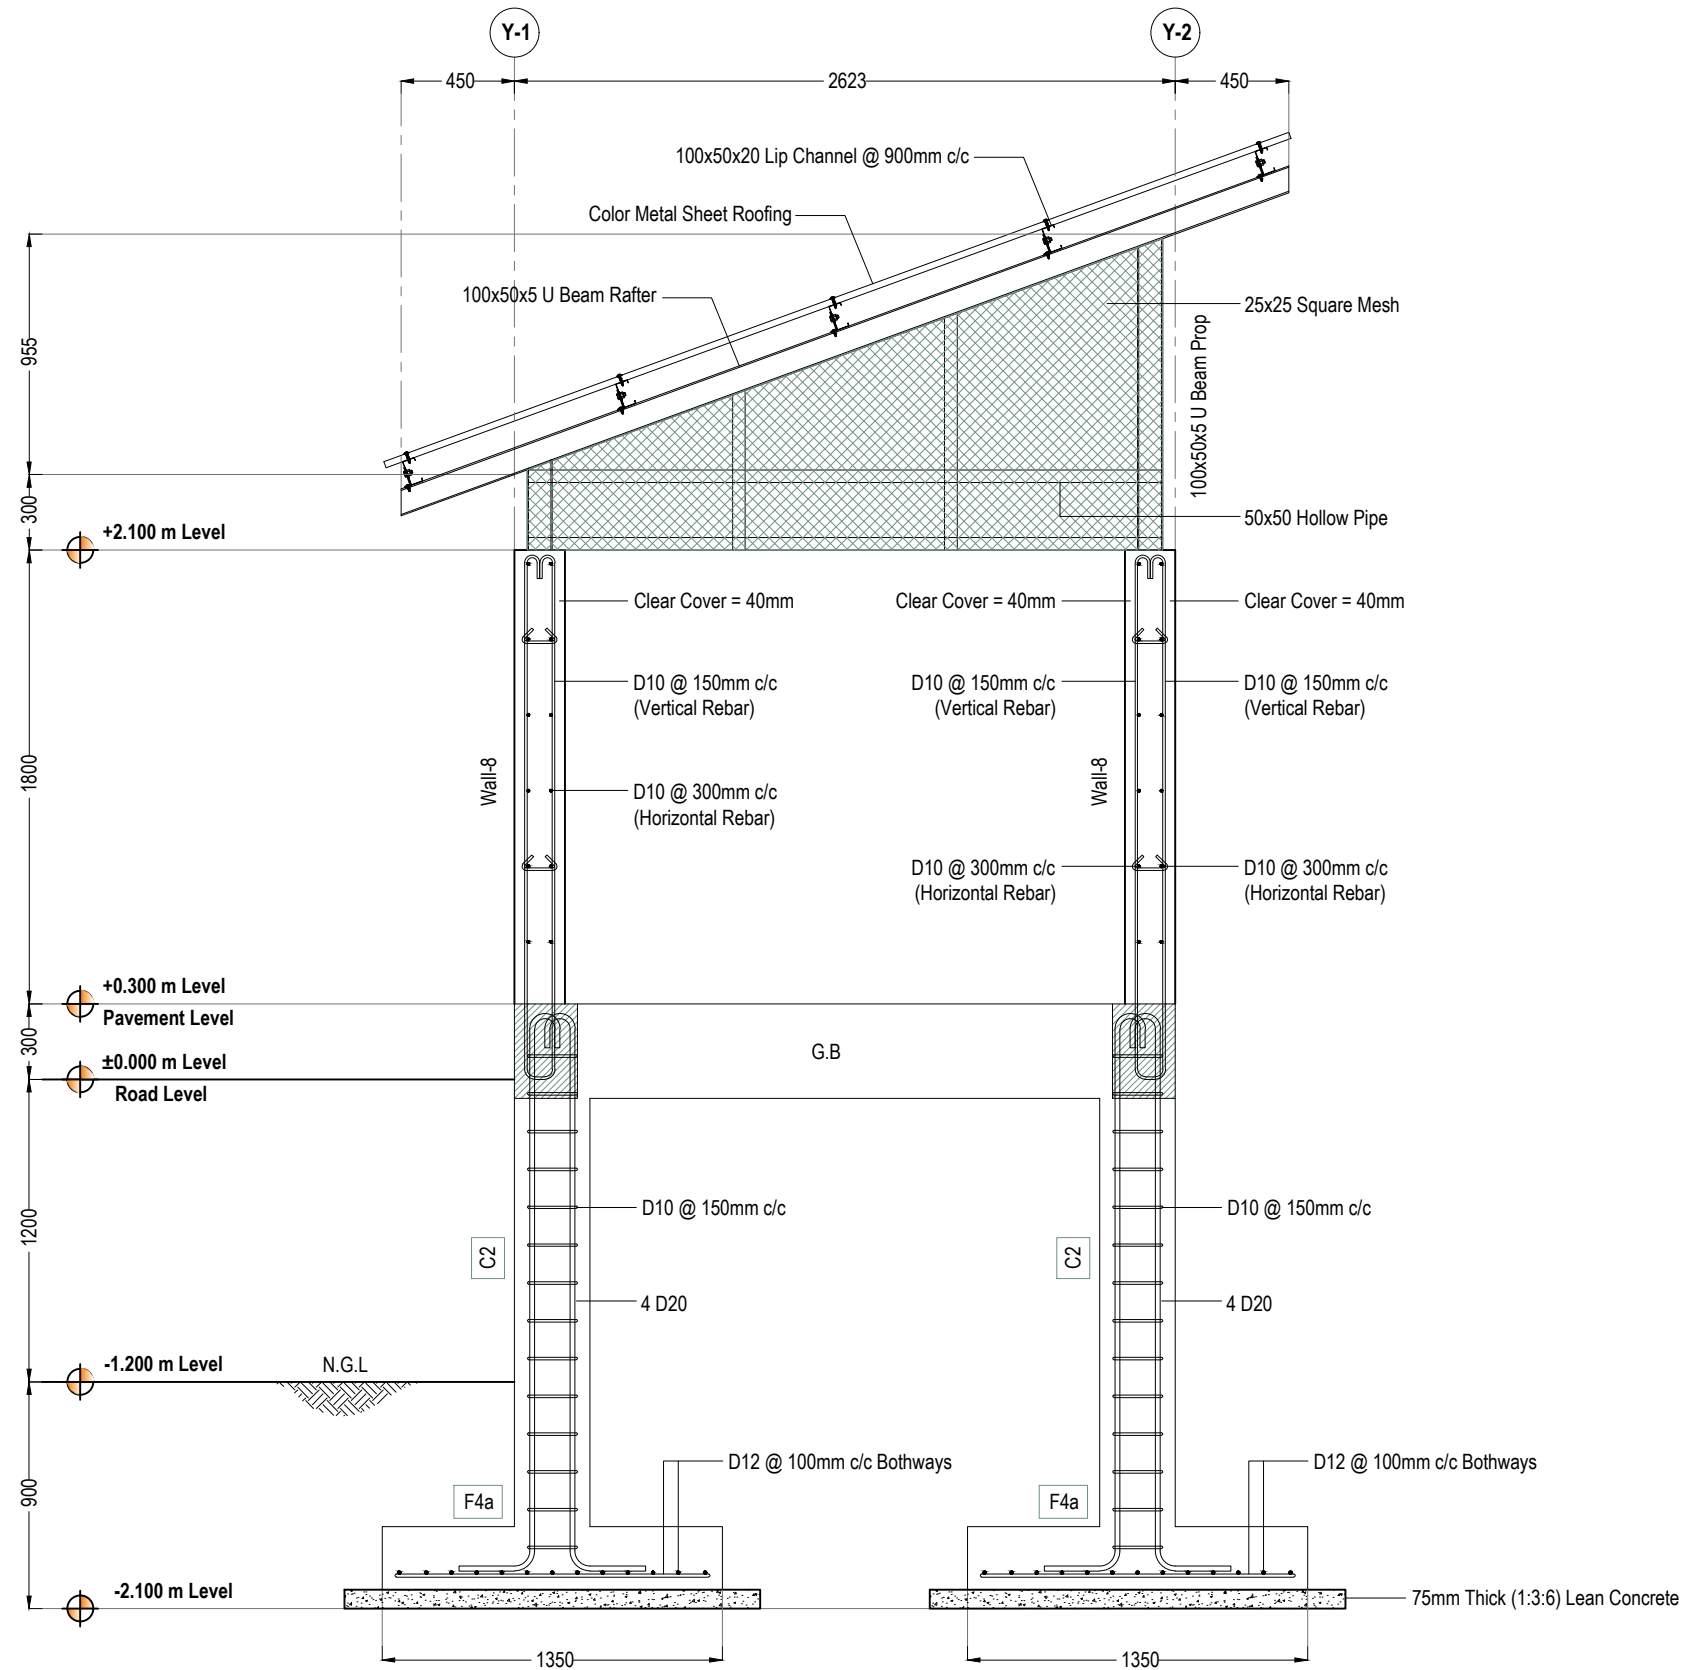 Y-1
Y-2
450
2623
450
100x50x20 Lip Channel @ 900mm c/c
Color Metal Sheet Roofing
100x50x5 U Beam Rafter
25x25 Square Mesh
100x50x5 U Beam Prop
955
300
50x50 Hollow Pipe
+2.100 m Level
Clear Cover = 40mm
Clear Cover = 40mm
Clear Cover = 40mm
D10 @ 150mm c/c
(Vertical Rebar)
D10 @ 150mm c/c
(Vertical Rebar)
D10 @ 150mm c/c
(Vertical Rebar)
1800
Wall-8
Wall-8
D10 @ 300mm c/c
(Horizontal Rebar)
D10 @ 300mm c/c
(Horizontal Rebar)
D10 @ 300mm c/c
(Horizontal Rebar)
+0.300 m Level
Pavement Level
300
G.B
±0.000 m Level
Road Level
1200
D10 @ 150mm c/c
D10 @ 150mm c/c
C2
C2
4 D20
4 D20
-1.200 m Level
N.G.L
900
D12 @ 100mm c/c Bothways
D12 @ 100mm c/c Bothways
F4a
F4a
-2.100 m Level
75mm Thick (1:3:6) Lean Concrete
1350
1350